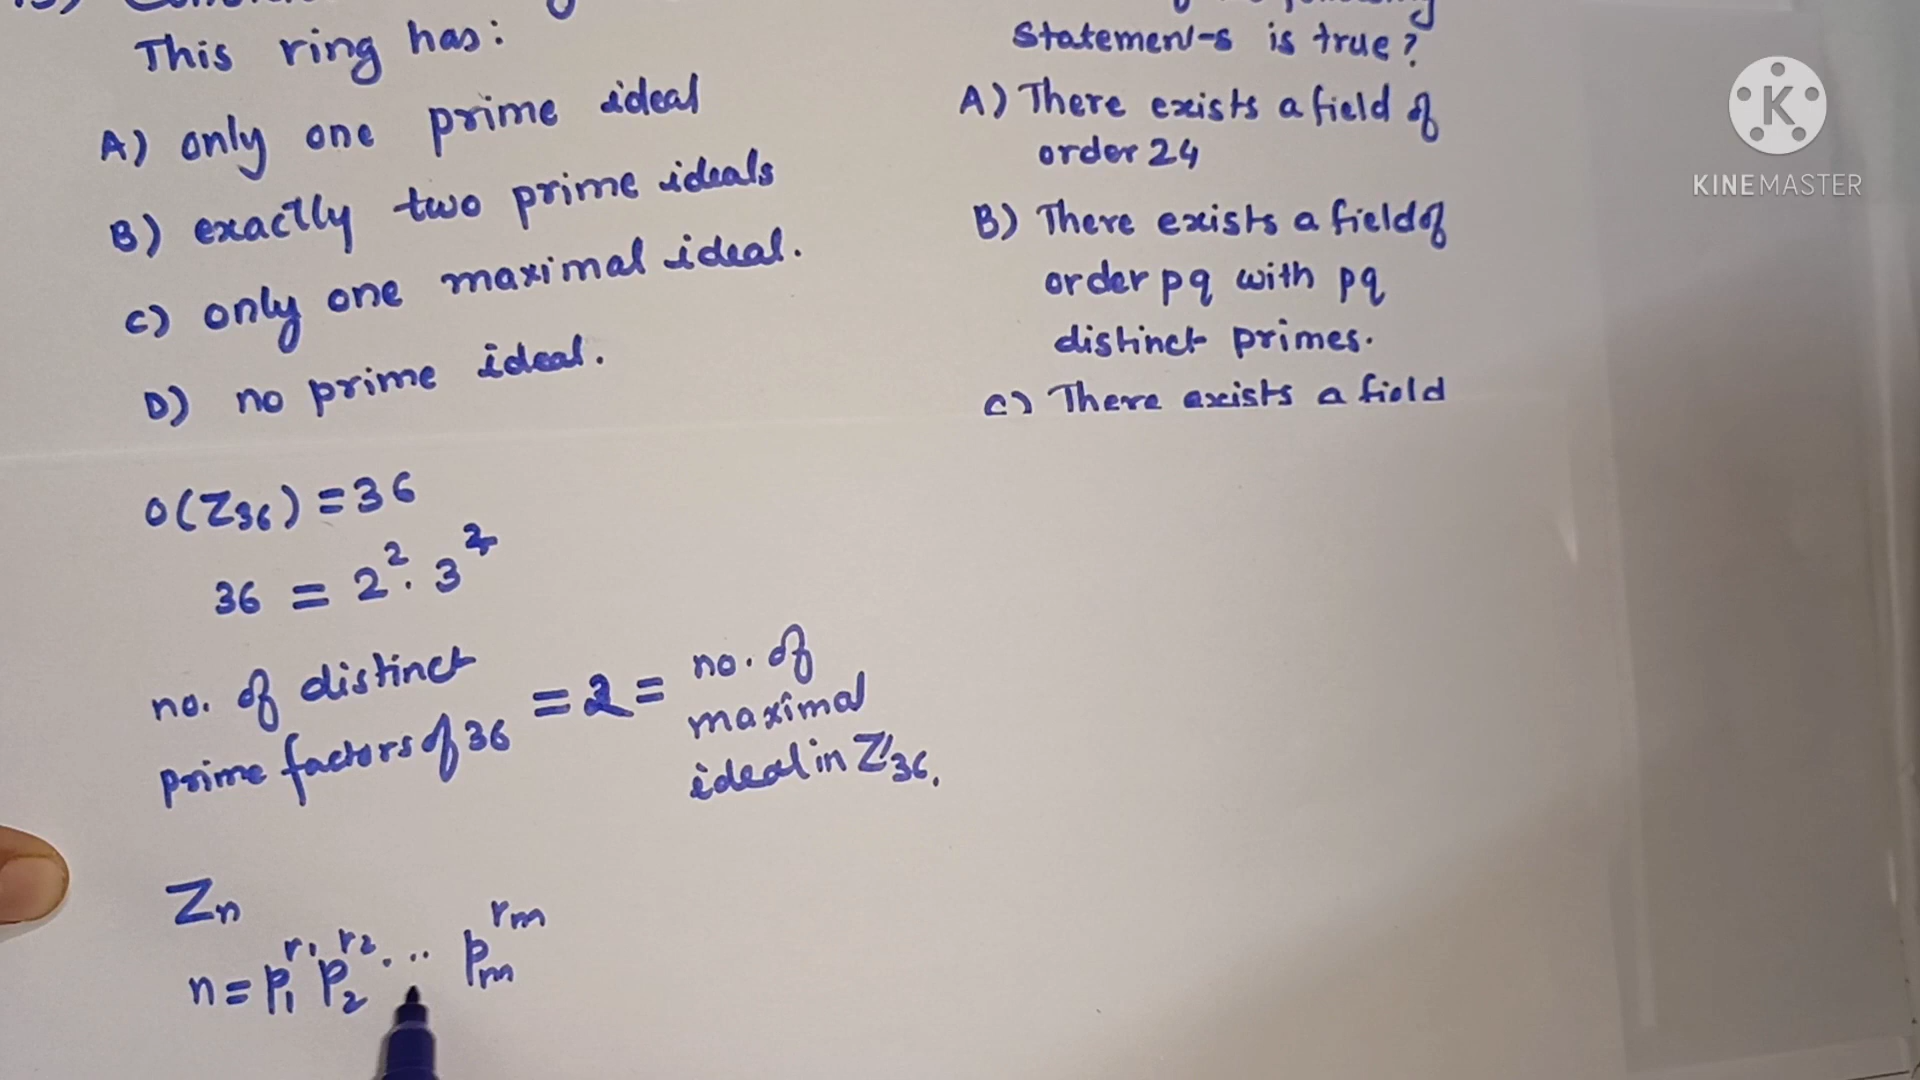 This ring has:
A) only one prime ideal
B) exactly two prime ideals
C) only one maximal ideal.
D) no prime ideal.
O(Z36) = 36
36 = 2². 3²
no. of distinct
prime factors of 36 = 2 = no. of
maximal
ideal in Z36.
Zn
n = p₁^r₁ p₂^r₂ ... pₘ^rₘ
Statement-s is true?
A) There exists a field of
order 24
B) There exists a field of
order pq with pq
distinct primes.
C) There exists a field
KINEMASTER